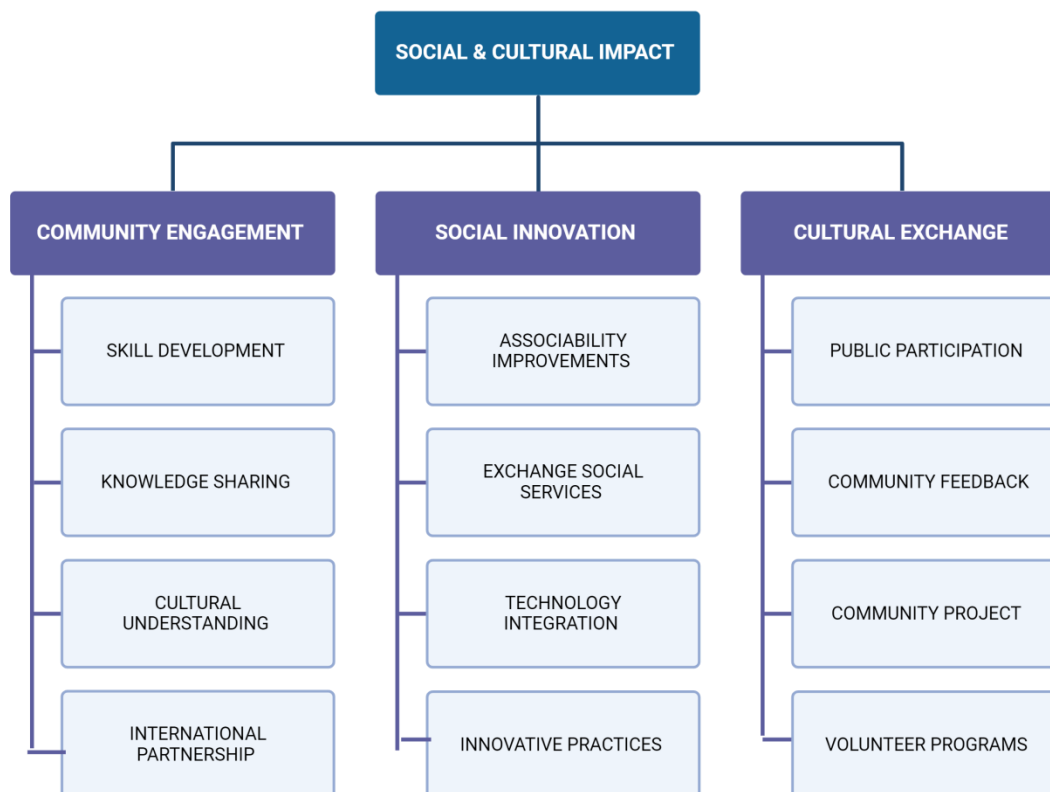 SOCIAL & CULTURAL IMPACT
COMMUNITY ENGAGEMENT
SKILL DEVELOPMENT
KNOWLEDGE SHARING
CULTURAL
UNDERSTANDING
INTERNATIONAL
PARTNERSHIP
SOCIAL INNOVATION
ASSOCIABILITY
IMPROVEMENTS
EXCHANGE SOCIAL
SERVICES
TECHNOLOGY
INTEGRATION
INNOVATIVE PRACTICES
CULTURAL EXCHANGE
PUBLIC PARTICIPATION
COMMUNITY FEEDBACK
COMMUNITY PROJECT
VOLUNTEER PROGRAMS